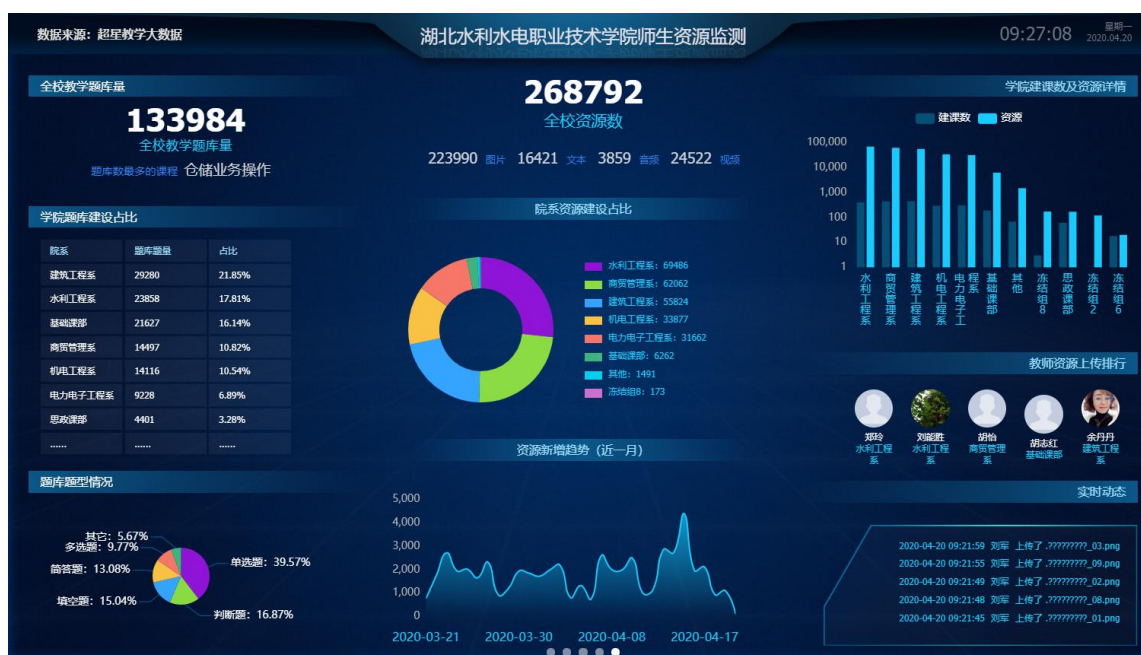 数据来源：超星教学大数据
湖北水利水电职业技术学院师生资源监测
09:27:08
星期一
2020.04.20
全校教学题库量
133984
全校教学题库量
题库数最多的课程 仓储业务操作
学院题库建设占比
院系 题库题量 占比
建筑工程系 29280 21.85%
水利工程系 23858 17.81%
基础课部 21627 16.14%
商贸管理系 14497 10.82%
机电工程系 14116 10.54%
电力电子工程系 9228 6.89%
思政课部 4401 3.28%
...... ...... ......
题库题型情况
其它：5.67%
多选题：9.77%
简答题：13.08%
填空题：15.04%
单选题：39.57%
判断题：16.87%
268792
全校资源数
223990 图片 16421 文本 3859 音频 24522 视频
院系资源建设占比
水利工程系：69486
商贸管理系：62062
建筑工程系：55824
机电工程系：33877
电力电子工程系：31662
基础课部：6262
其他：1491
冻结组8：173
资源新增趋势（近一月）
5,000
4,000
3,000
2,000
1,000
0
2020-03-21 2020-03-30 2020-04-08 2020-04-17
学院建课数及资源详情
建课数 资源
100,000
10,000
1,000
100
10
1
水利工程系
商贸管理系
建筑工程系
机电工程系
电力电子工程系
基础课部
其他
冻结组8
思政课部
冻结组2
冻结组6
教师资源上传排行
郑玲
水利工程系
刘能胜
水利工程系
胡怡
商贸管理系
胡志红
基础课部
余丹丹
建筑工程系
实时动态
2020-04-20 09:21:59 刘军 上传了 .?????????_03.png
2020-04-20 09:21:55 刘军 上传了 .?????????_09.png
2020-04-20 09:21:49 刘军 上传了 .?????????_02.png
2020-04-20 09:21:48 刘军 上传了 .?????????_08.png
2020-04-20 09:21:45 刘军 上传了 .?????????_01.png